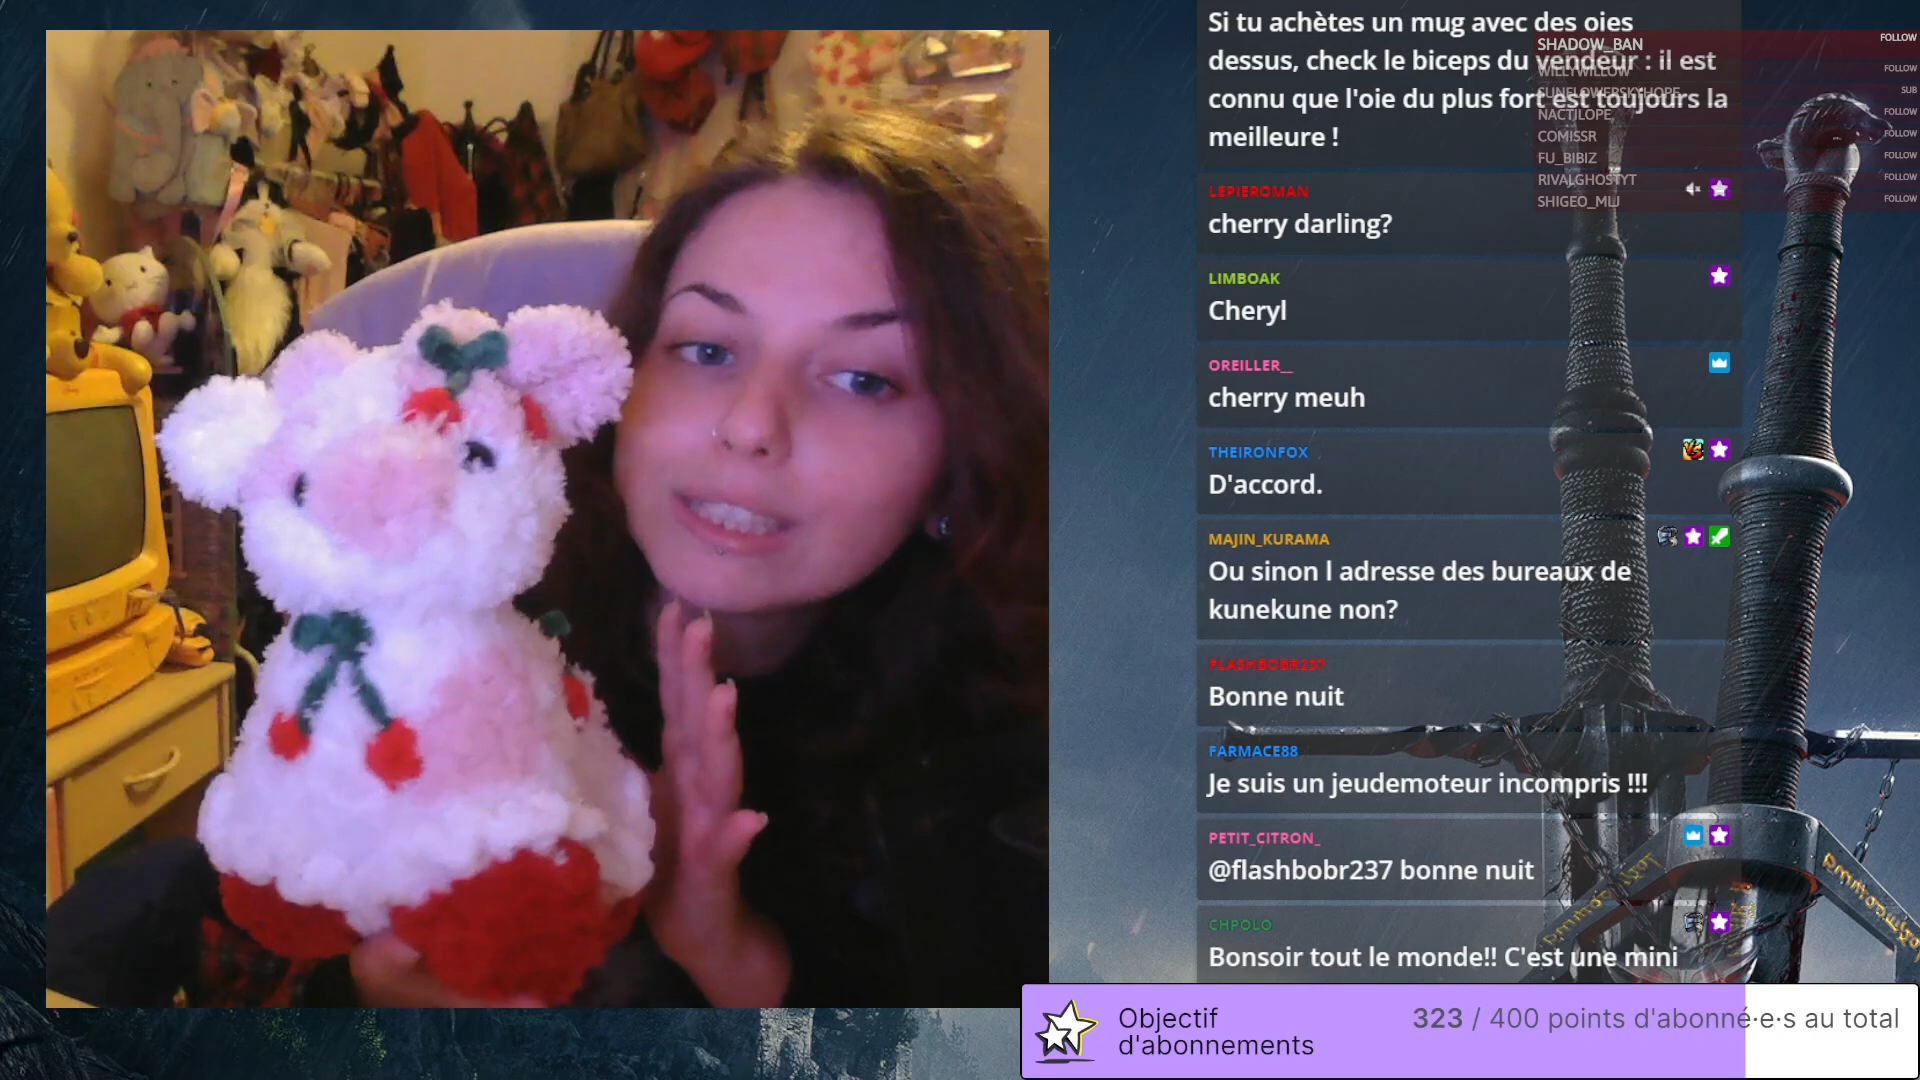 Si tu achètes un mug avec des oies
dessus, check le biceps du vendeur : il est
connu que l'oie du plus fort est toujours la
meilleure !
SHADOW_BAN FOLLOW
WILLYWILLOW FOLLOW
SUNFLOWERSKYHOPE SUB
NACTILOPE FOLLOW
COMISSR FOLLOW
FU_BIBIZ FOLLOW
RIVALGHOSTYT FOLLOW
SHIGEO_MIJ FOLLOW
LEPIEROMAN
cherry darling?
LIMBOAK
Cheryl
OREILLER__
cherry meuh
THEIRONFOX
D'accord.
MAJIN_KURAMA
Ou sinon l adresse des bureaux de
kunekune non?
FLASHBOBR237
Bonne nuit
FARMACE88
Je suis un jeudemoteur incompris !!!
PETIT_CITRON_
@flashbobr237 bonne nuit
CHPOLO
Bonsoir tout le monde!! C'est une mini
Objectif
d'abonnements
323 / 400 points d'abonné·e·s au total